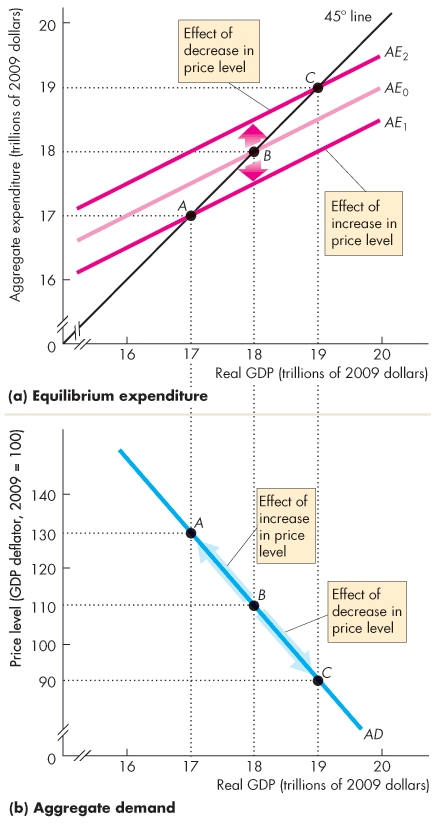 Aggregate expenditure (trillions of 2009 dollars)
20
19
18
17
16
0
45° line
Effect of
decrease in
price level
C
AE2
AE0
AE1
B
A
Effect of
increase in
price level
16 17 18 19 20
Real GDP (trillions of 2009 dollars)
(a) Equilibrium expenditure
Price level (GDP deflator, 2009 = 100)
140
130
120
110
100
90
0
A
Effect of
increase
in price
level
B
Effect of
decrease in
price level
C
AD
16 17 18 19 20
Real GDP (trillions of 2009 dollars)
(b) Aggregate demand